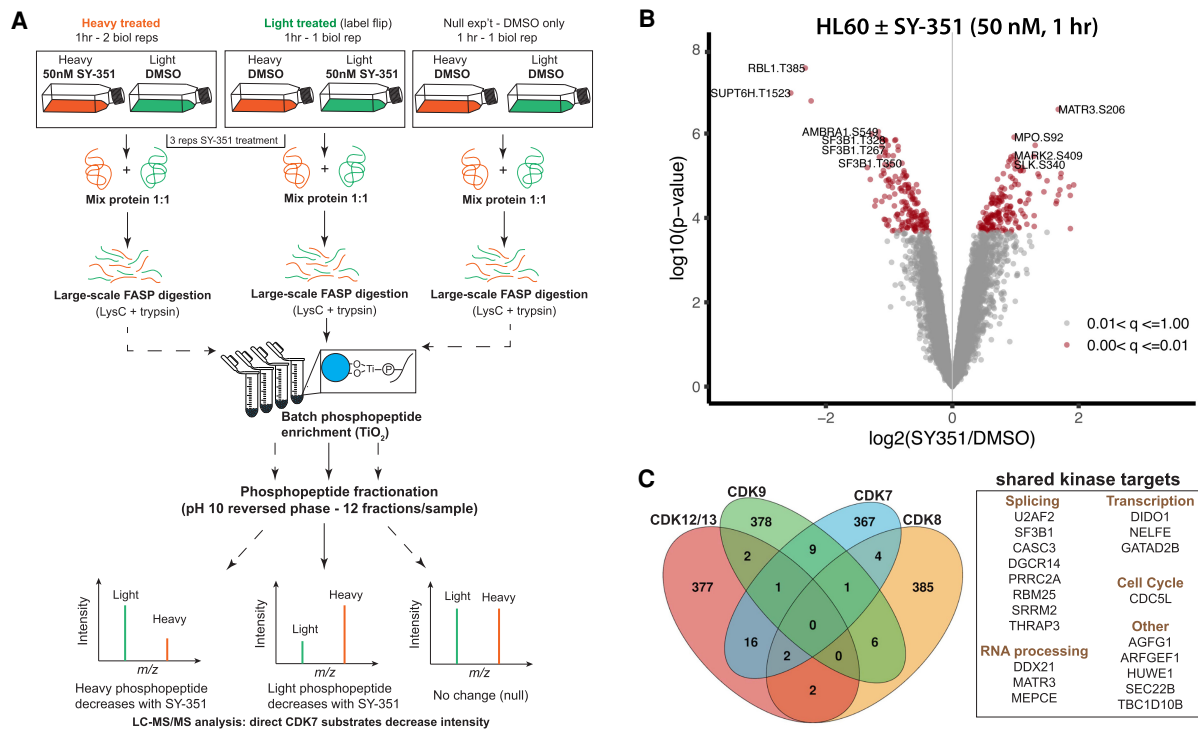 A
Heavy treated
1hr - 2 biol reps
Light treated (label flip)
1hr - 1 biol rep
Null exp't - DMSO only
1 hr - 1 biol rep
Heavy
50nM SY-351
Light
DMSO
Heavy
DMSO
Light
50nM SY-351
Heavy
DMSO
Light
DMSO
3 reps SY-351 treatment
+
+
+
Mix protein 1:1
Mix protein 1:1
Mix protein 1:1
Large-scale FASP digestion
(LysC + trypsin)
Large-scale FASP digestion
(LysC + trypsin)
Large-scale FASP digestion
(LysC + trypsin)
O
O
Ti
P
Batch phosphopeptide
enrichment (TiO2)
Phosphopeptide fractionation
(pH 10 reversed phase - 12 fractions/sample)
Intensity
Light
Heavy
m/z
Heavy phosphopeptide
decreases with SY-351
Intensity
Light
Heavy
m/z
Light phosphopeptide
decreases with SY-351
Intensity
Light
Heavy
m/z
No change (null)
LC-MS/MS analysis: direct CDK7 substrates decrease intensity
B
HL60 ± SY-351 (50 nM, 1 hr)
log10(p-value)
8
6
4
2
0
RBL1.T385
SUPT6H.T1523
AMBRA1.S549
SF3B1.T328
SF3B1.T267
SF3B1.T350
MATR3.S206
MPO.S92
MARK2.S409
SLK.S340
0.01< q <=1.00
0.00< q <=0.01
−2
0
2
log2(SY351/DMSO)
C
CDK12/13
CDK9
CDK7
CDK8
378
367
2
9
4
377
1
1
385
0
16
6
2
0
2
shared kinase targets
Splicing
U2AF2
SF3B1
CASC3
DGCR14
PRRC2A
RBM25
SRRM2
THRAP3
RNA processing
DDX21
MATR3
MEPCE
Transcription
DIDO1
NELFE
GATAD2B
Cell Cycle
CDC5L
Other
AGFG1
ARFGEF1
HUWE1
SEC22B
TBC1D10B